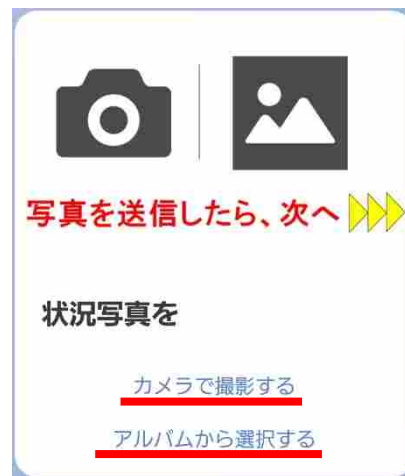 写真を送信したら、次へ
状況写真を
カメラで撮影する
アルバムから選択する